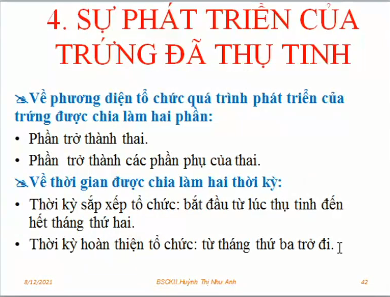 4. SỰ PHÁT TRIỂN CỦA
TRỨNG ĐÃ THỤ TINH
Về phương diện tổ chức quá trình phát triển của
trứng được chia làm hai phần:
• Phần trở thành thai.
• Phần trở thành các phần phụ của thai.
Về thời gian được chia làm hai thời kỳ:
• Thời kỳ sắp xếp tổ chức: bắt đầu từ lúc thụ tinh đến
hết tháng thứ hai.
• Thời kỳ hoàn thiện tổ chức: từ tháng thứ ba trở đi.
8/12/2021
BSCKII.Huỳnh Thị Như Anh
42